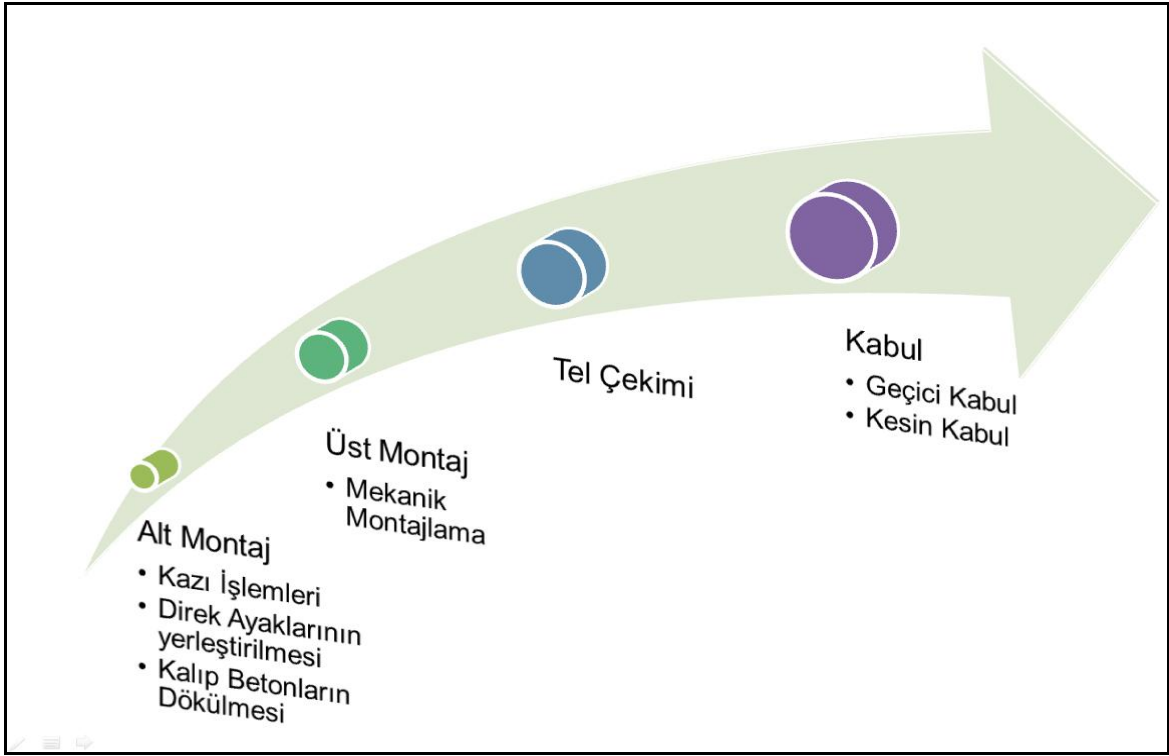 Alt Montaj
• Kazı İşlemleri
• Direk Ayaklarının
yerleştirilmesi
• Kalıp Betonların
Dökülmesi
Üst Montaj
• Mekanik
Montajlama
Tel Çekimi
Kabul
• Geçici Kabul
• Kesin Kabul